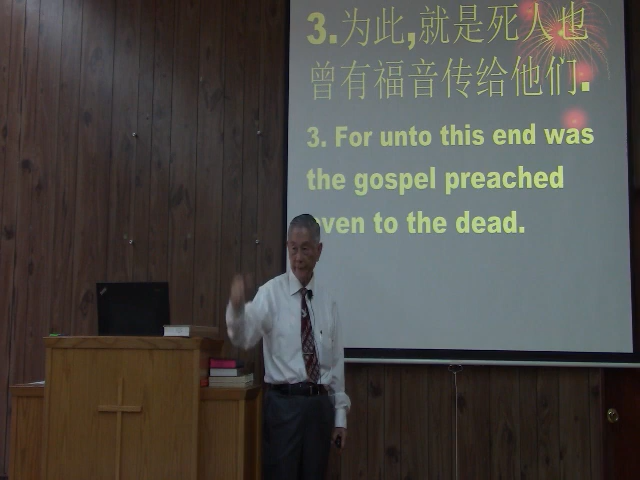 3.为此,就是死人也
曾有福音传给他们.
3. For unto this end was
the gospel preached
even to the dead.